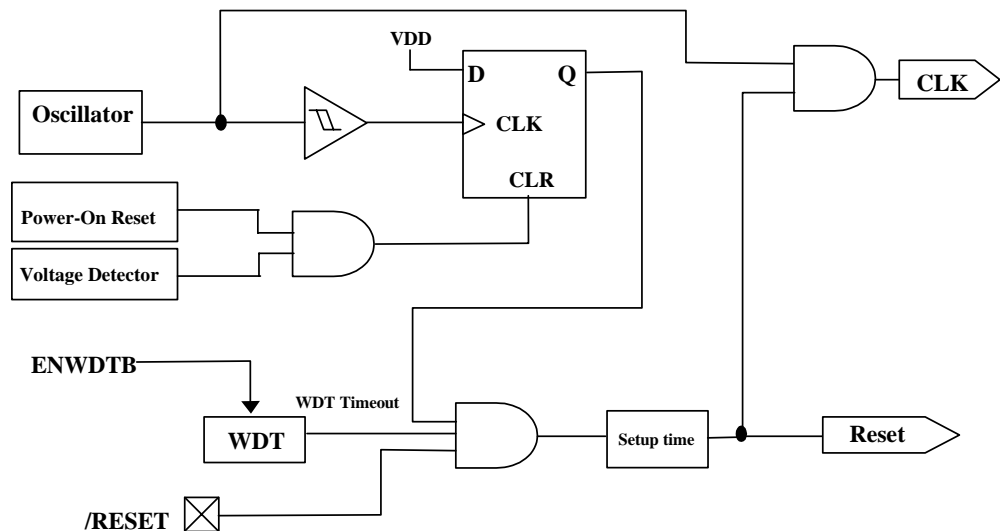 VDD
D
Q
CLK
Oscillator
CLK
CLR
Power-On Reset
Voltage Detector
ENWDTB
WDT Timeout
WDT
Setup time
Reset
/RESET